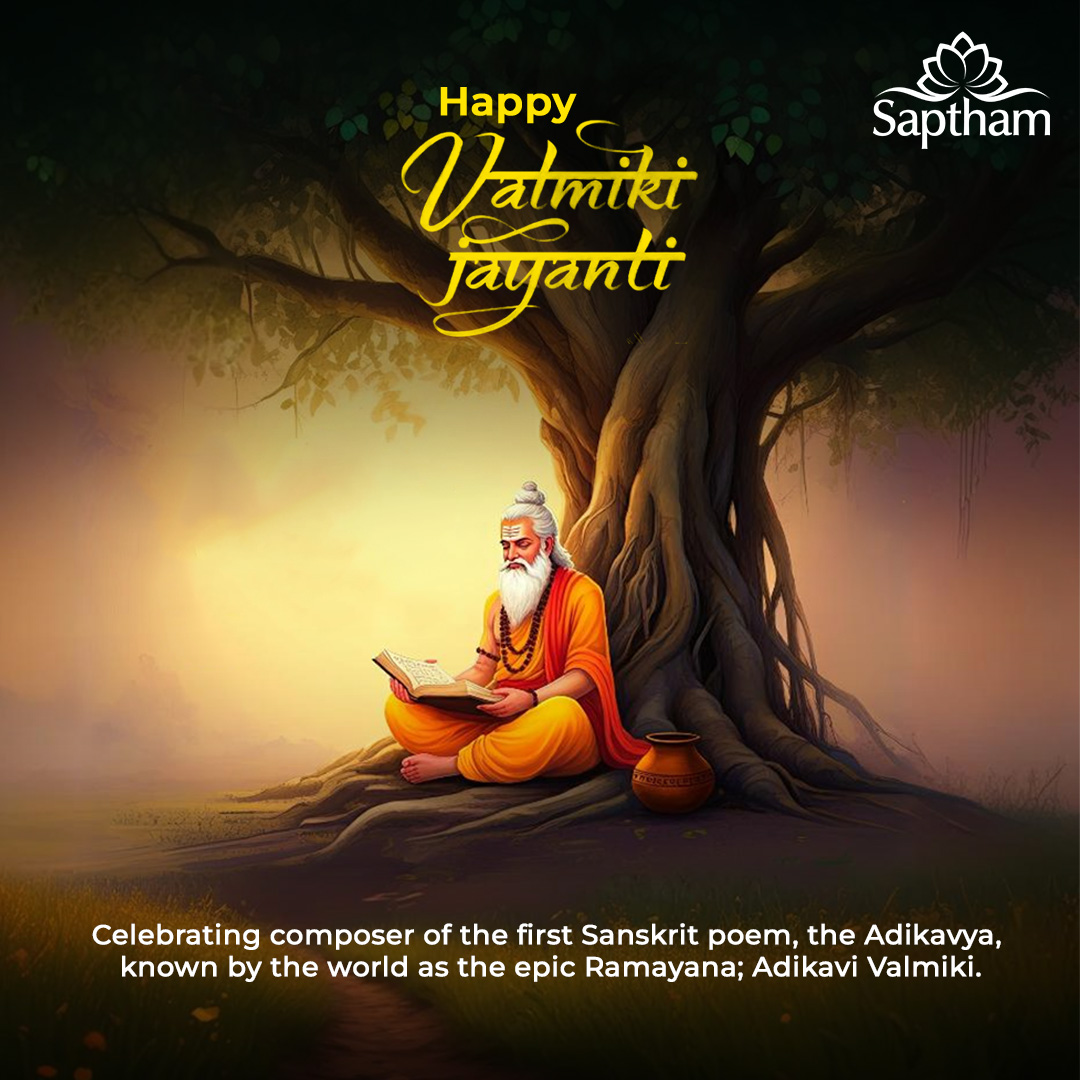 Saptham
Happy
Valmiki
jayanti
Celebrating composer of the first Sanskrit poem, the Adikavya,
known by the world as the epic Ramayana; Adikavi Valmiki.